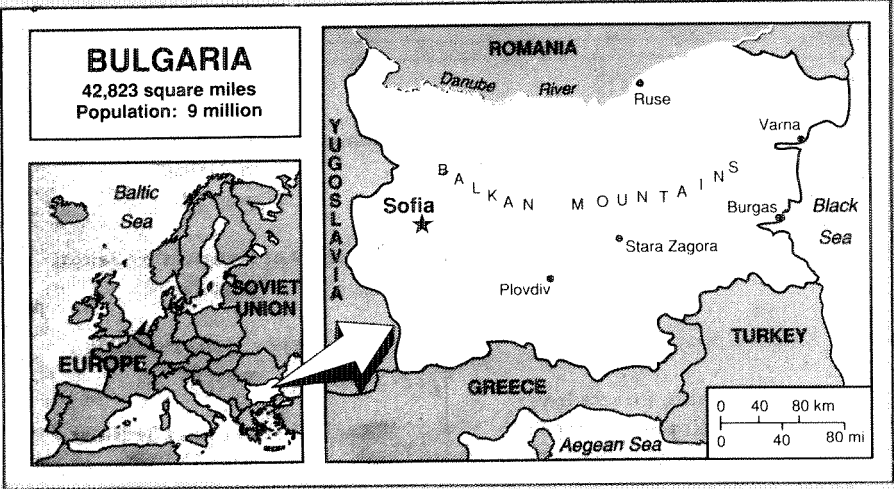 BULGARIA
42,823 square miles
Population: 9 million
Baltic
Sea
SOVIET
UNION
EUROPE
ROMANIA
Danube River
Ruse
Varna
YUGOSLAVIA
BALKAN MOUNTAINS
Sofia
Burgas
Black
Sea
Stara Zagora
Plovdiv
TURKEY
GREECE
Aegean Sea
0 40 80 km
0 40 80 mi